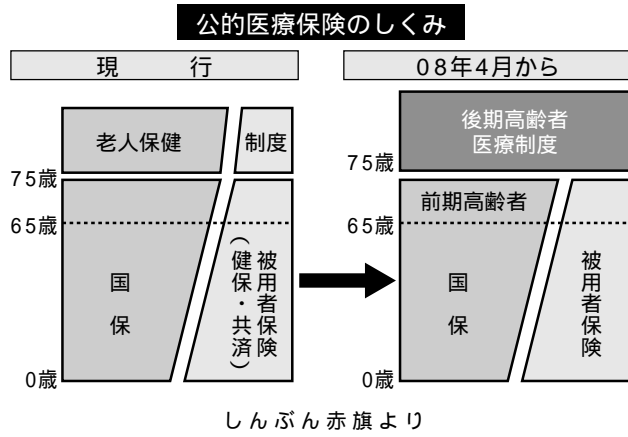 公的医療保険のしくみ
現 行
老人保健 制度
75歳
65歳
国保
被用者保険
（健保・共済）
0歳
08年4月から
後期高齢者
医療制度
75歳
前期高齢者
65歳
国保
被用者保険
0歳
しんぶん赤旗より